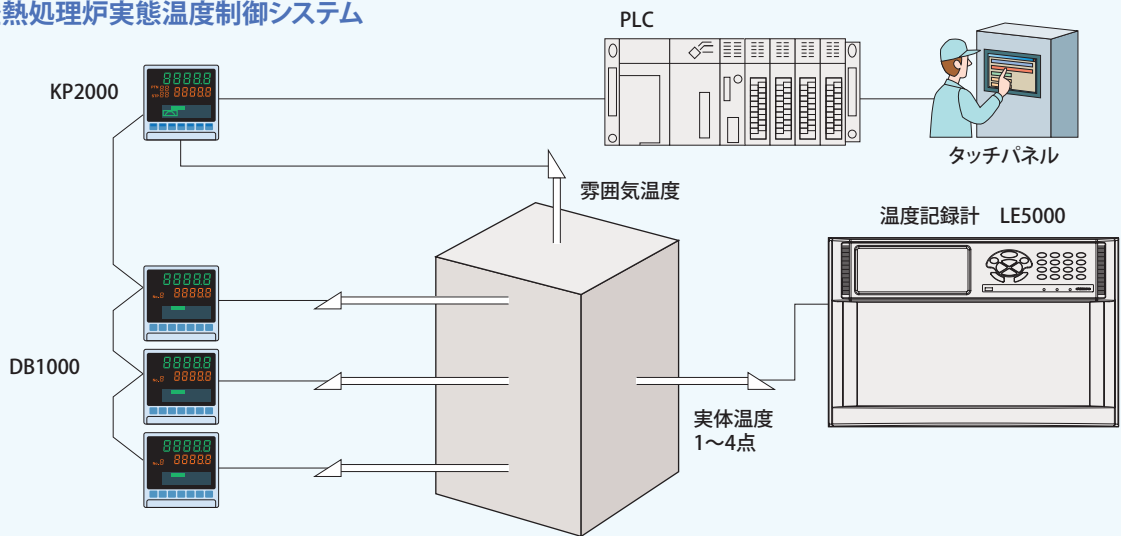 熱処理炉実態温度制御システム
PLC
KP2000
タッチパネル
雰囲気温度
温度記録計 LE5000
DB1000
実体温度
1〜4点